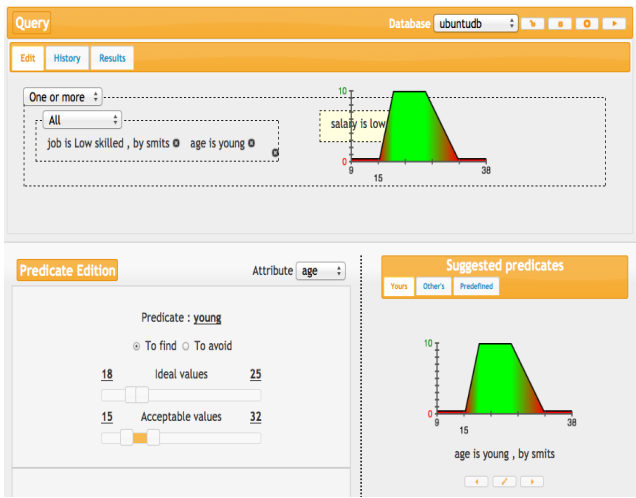 Query
Database ubuntudb
Edit History Results
One or more
All
job is Low skilled , by smits age is young
salary is low
10
0
9
15
38
Predicate Edition
Attribute age
Predicate : young
To find To avoid
18 Ideal values 25
15 Acceptable values 32
Suggested predicates
Yours Other's Predefined
10
0
9
15
38
age is young , by smits